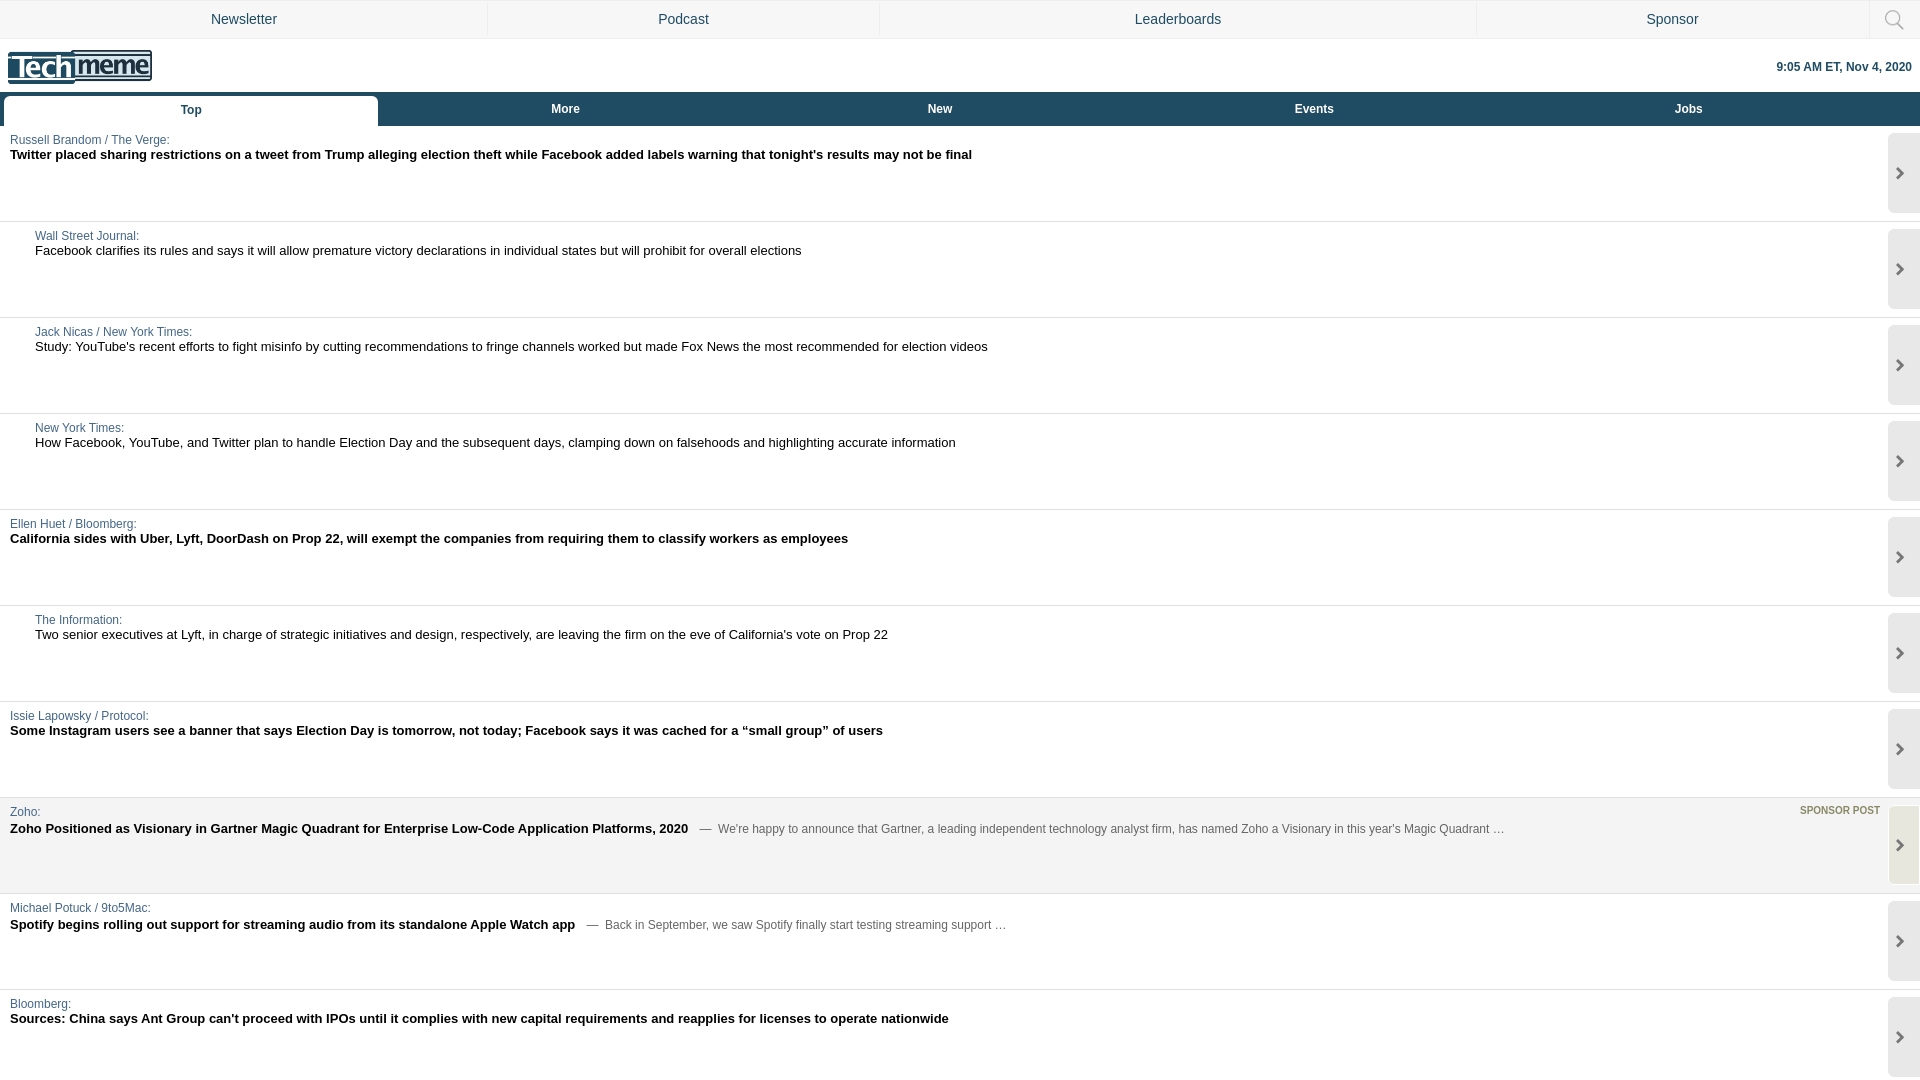 Newsletter
Podcast
Leaderboards
Sponsor
Techmeme
9:05 AM ET, Nov 4, 2020
Top
More
New
Events
Jobs
Russell Brandom / The Verge:
Twitter placed sharing restrictions on a tweet from Trump alleging election theft while Facebook added labels warning that tonight's results may not be final
Wall Street Journal:
Facebook clarifies its rules and says it will allow premature victory declarations in individual states but will prohibit for overall elections
Jack Nicas / New York Times:
Study: YouTube's recent efforts to fight misinfo by cutting recommendations to fringe channels worked but made Fox News the most recommended for election videos
New York Times:
How Facebook, YouTube, and Twitter plan to handle Election Day and the subsequent days, clamping down on falsehoods and highlighting accurate information
Ellen Huet / Bloomberg:
California sides with Uber, Lyft, DoorDash on Prop 22, will exempt the companies from requiring them to classify workers as employees
The Information:
Two senior executives at Lyft, in charge of strategic initiatives and design, respectively, are leaving the firm on the eve of California's vote on Prop 22
Issie Lapowsky / Protocol:
Some Instagram users see a banner that says Election Day is tomorrow, not today; Facebook says it was cached for a “small group” of users
Zoho:
SPONSOR POST
Zoho Positioned as Visionary in Gartner Magic Quadrant for Enterprise Low-Code Application Platforms, 2020 — We're happy to announce that Gartner, a leading independent technology analyst firm, has named Zoho a Visionary in this year's Magic Quadrant …
Michael Potuck / 9to5Mac:
Spotify begins rolling out support for streaming audio from its standalone Apple Watch app — Back in September, we saw Spotify finally start testing streaming support …
Bloomberg:
Sources: China says Ant Group can't proceed with IPOs until it complies with new capital requirements and reapplies for licenses to operate nationwide